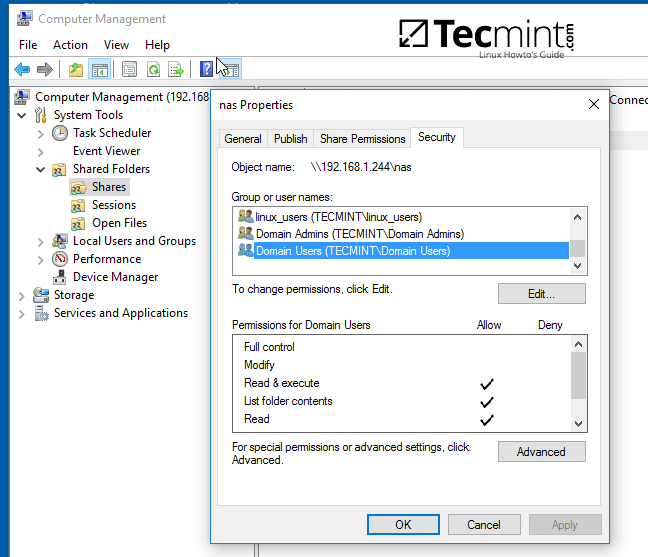 Computer Management
Tecmint.com
Linux Howto's Guide
File Action View Help
Computer Management (192.168.
System Tools
Task Scheduler
Event Viewer
Shared Folders
Shares
Sessions
Open Files
Local Users and Groups
Performance
Device Manager
Storage
Services and Applications
nas Properties
General Publish Share Permissions Security
Object name: \\192.168.1.244\nas
Group or user names:
linux_users (TECMINT\linux_users)
Domain Admins (TECMINT\Domain Admins)
Domain Users (TECMINT\Domain Users)
To change permissions, click Edit.
Edit...
Permissions for Domain Users Allow Deny
Full control
Modify
Read & execute
List folder contents
Read
For special permissions or advanced settings, click
Advanced.
Advanced
OK Cancel Apply
Connec